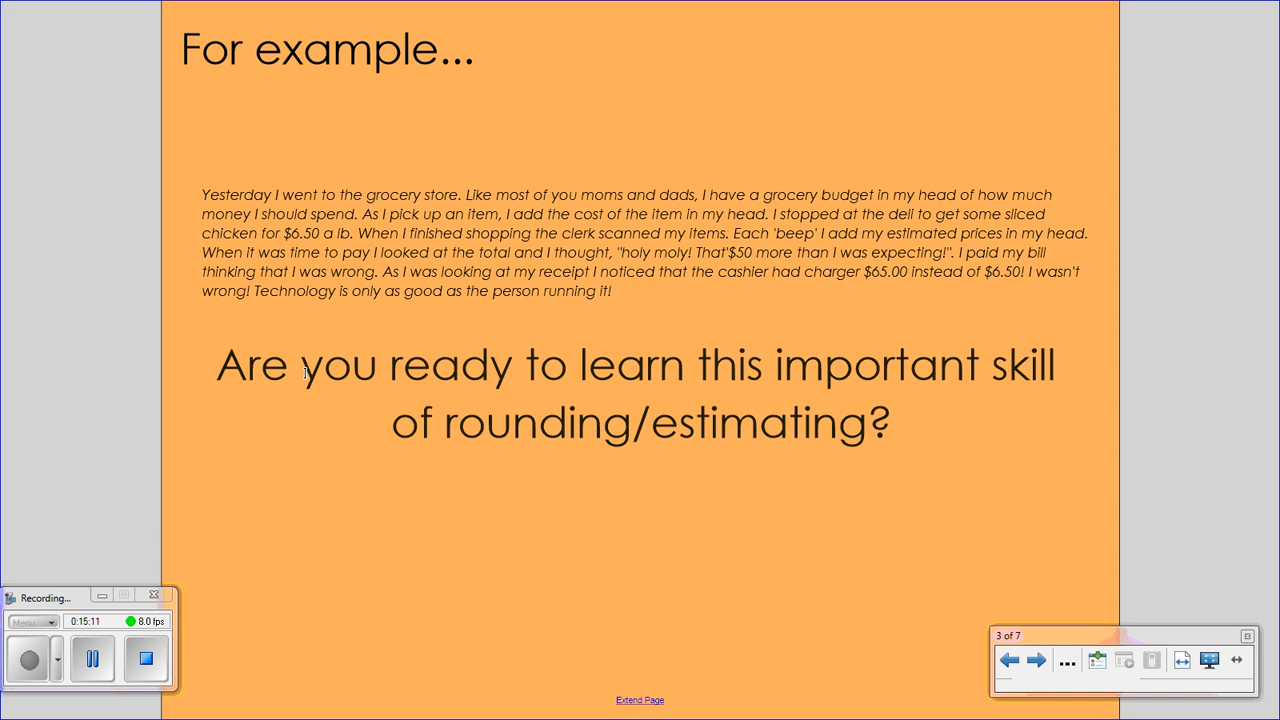 For example...
Yesterday I went to the grocery store. Like most of you moms and dads, I have a grocery budget in my head of how much
money I should spend. As I pick up an item, I add the cost of the item in my head. I stopped at the deli to get some sliced
chicken for $6.50 a lb. When I finished shopping the clerk scanned my items. Each 'beep' I add my estimated prices in my head.
When it was time to pay I looked at the total and I thought, "holy moly! That'$50 more than I was expecting!". I paid my bill
thinking that I was wrong. As I was looking at my receipt I noticed that the cashier had charger $65.00 instead of $6.50! I wasn't
wrong! Technology is only as good as the person running it!
Are you ready to learn this important skill
of rounding/estimating?
Recording...
Menu
0:15:11
8.0 fps
3 of 7
Extend Page